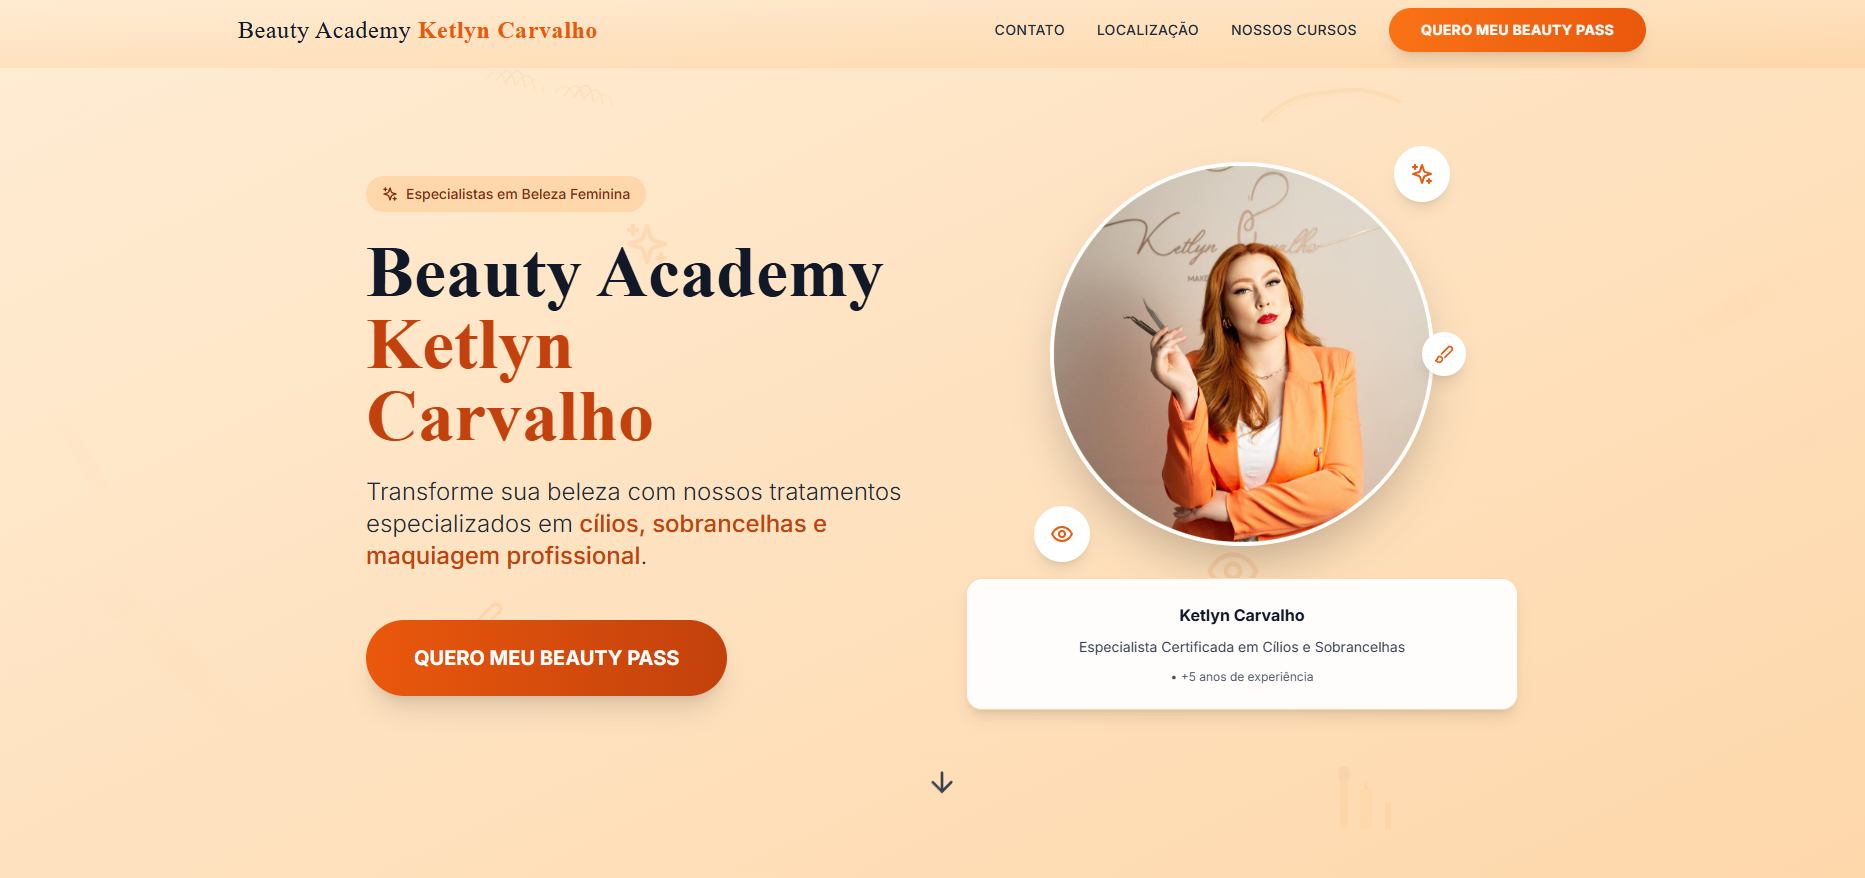 Beauty Academy Ketlyn Carvalho
CONTATO
LOCALIZAÇÃO
NOSSOS CURSOS
QUERO MEU BEAUTY PASS
Especialistas em Beleza Feminina
Beauty Academy
Ketlyn
Carvalho
Transforme sua beleza com nossos tratamentos
especializados em cílios, sobrancelhas e
maquiagem profissional.
QUERO MEU BEAUTY PASS
Ketlyn
Ketlyn Carvalho
Especialista Certificada em Cílios e Sobrancelhas
• +5 anos de experiência